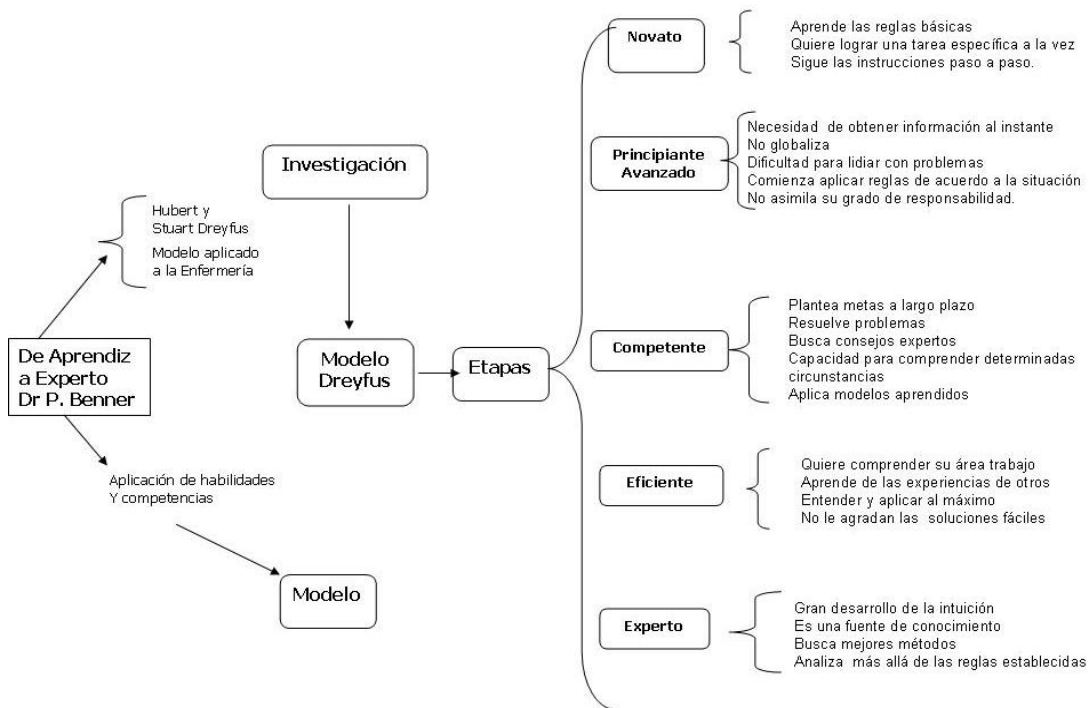 De Aprendiz
a Experto
Dr P. Benner
Hubert y
Stuart Dreyfus
Modelo aplicado
a la Enfermería
Aplicación de habilidades
Y competencias
Modelo
Investigación
Modelo
Dreyfus
Etapas
Novato
Aprende las reglas básicas
Quiere lograr una tarea específica a la vez
Sigue las instrucciones paso a paso.
Principiante
Avanzado
Necesidad de obtener información al instante
No globaliza
Dificultad para lidiar con problemas
Comienza aplicar reglas de acuerdo a la situación
No asimila su grado de responsabilidad.
Competente
Plantea metas a largo plazo
Resuelve problemas
Busca consejos expertos
Capacidad para comprender determinadas
circunstancias
Aplica modelos aprendidos
Eficiente
Quiere comprender su área trabajo
Aprende de las experiencias de otros
Entender y aplicar al máximo
No le agradan las soluciones fáciles
Experto
Gran desarrollo de la intuición
Es una fuente de conocimiento
Busca mejores métodos
Analiza más allá de las reglas establecidas